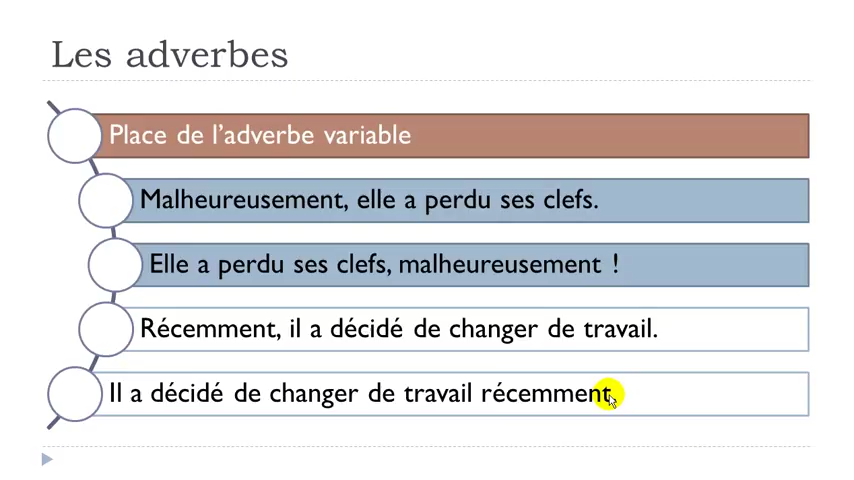 Les adverbes
Place de l'adverbe variable
Malheureusement, elle a perdu ses clefs.
Elle a perdu ses clefs, malheureusement !
Récemment, il a décidé de changer de travail.
Il a décidé de changer de travail récemment.